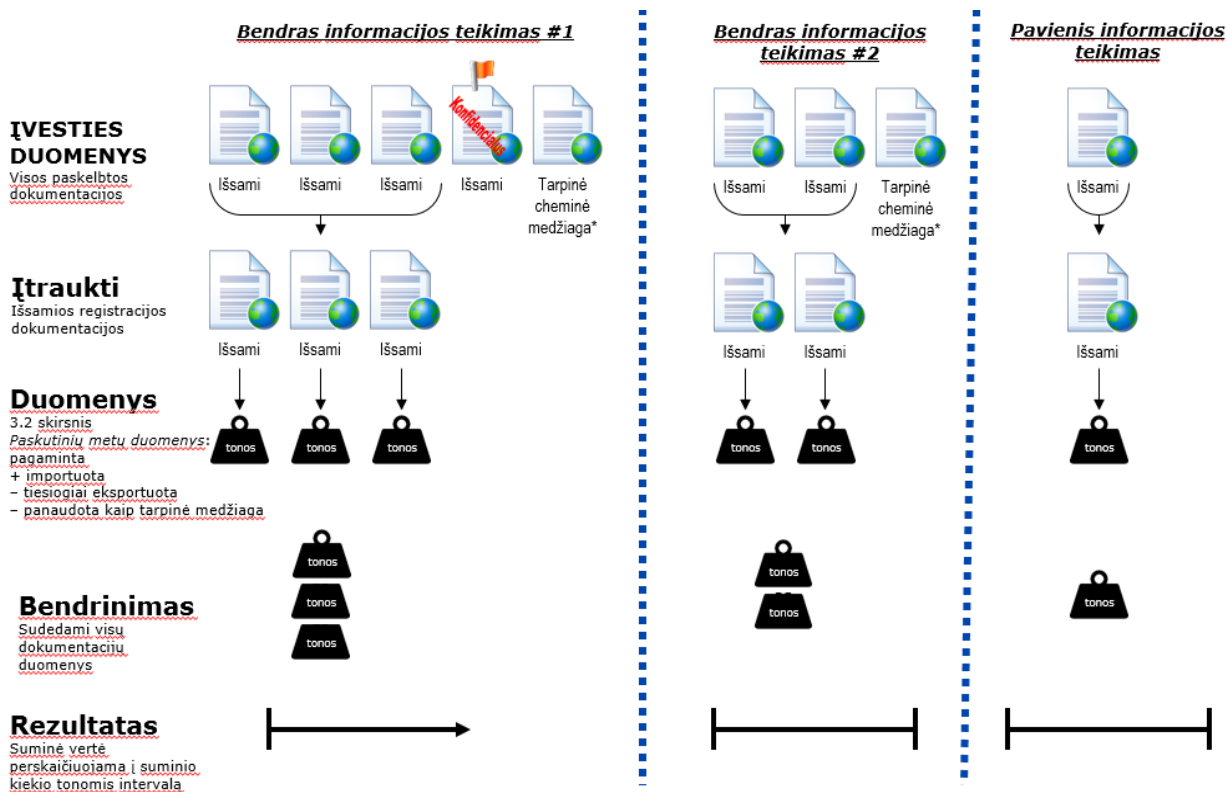 Bendras informacijos teikimas #1
Bendras informacijos
teikimas #2
Pavienis informacijos
teikimas
ĮVESTIES
DUOMENYS
Visos paskelbtos
dokumentacijos
Konfidencialus
Išsami
Išsami
Išsami
Išsami
Tarpinė
cheminė
medžiaga*
Išsami
Išsami
Tarpinė
cheminė
medžiaga*
Išsami
Įtraukti
Išsamios registracijos
dokumentacijos
Išsami
Išsami
Išsami
Išsami
Išsami
Išsami
Duomenys
3.2 skirsnis
Paskutinių metų duomenys:
pagaminta
+ importuota
– tiesiogiai eksportuota
– panaudota kaip tarpinė medžiaga
tonos
tonos
tonos
tonos
tonos
tonos
Bendrinimas
Sudedami visų
dokumentacijų
duomenys
tonos
tonos
tonos
tonos
tonos
tonos
Rezultatas
Suminė vertė
perskaičiuojama į suminio
kiekio tonomis intervalą